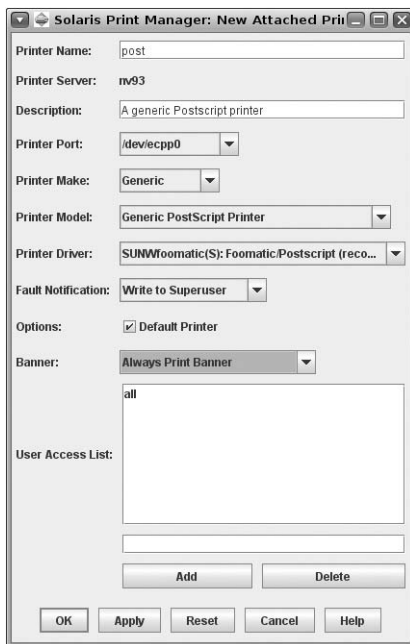 Solaris Print Manager: New Attached Pri
Printer Name: post
Printer Server: nv93
Description: A generic Postscript printer
Printer Port: /dev/ecpp0
Printer Make: Generic
Printer Model: Generic PostScript Printer
Printer Driver: SUNWfoomatic(S): Foomatic/Postscript (reco...
Fault Notification: Write to Superuser
Options: Default Printer
Banner: Always Print Banner
all
User Access List:
Add Delete
OK Apply Reset Cancel Help